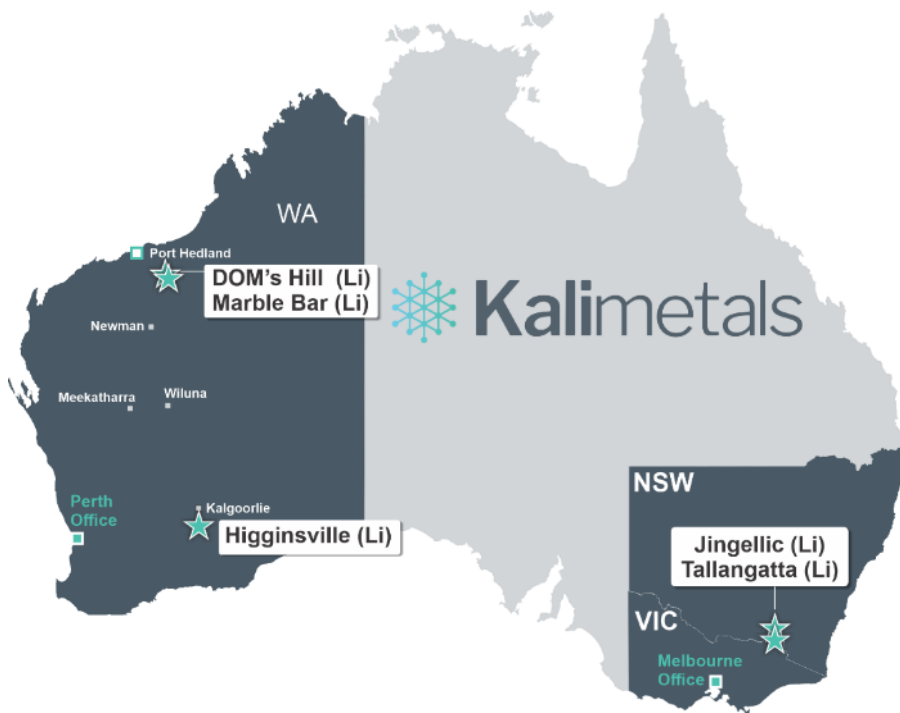 WA
Port Hedland
DOM's Hill (Li)
Marble Bar (Li)
Kalimetals
Newman
Meekatharra
Wiluna
Perth
Office
Kalgoorlie
Higginsville (Li)
NSW
Jingellic (Li)
Tallangatta (Li)
VIC
Melbourne
Office